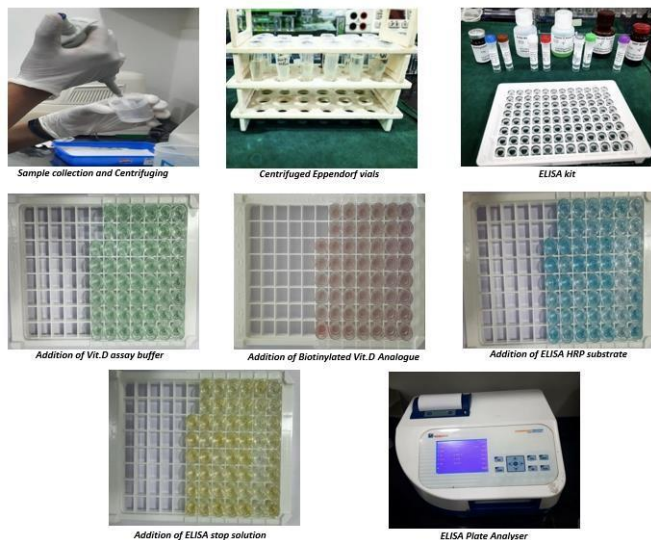 Sample collection and Centrifuging
Centrifuged Eppendorf vials
ELISA kit
Addition of Vit.D assay buffer
Addition of Biotinylated Vit.D Analogue
Addition of ELISA HRP substrate
Addition of ELISA stop solution
ELISA Plate Analyser